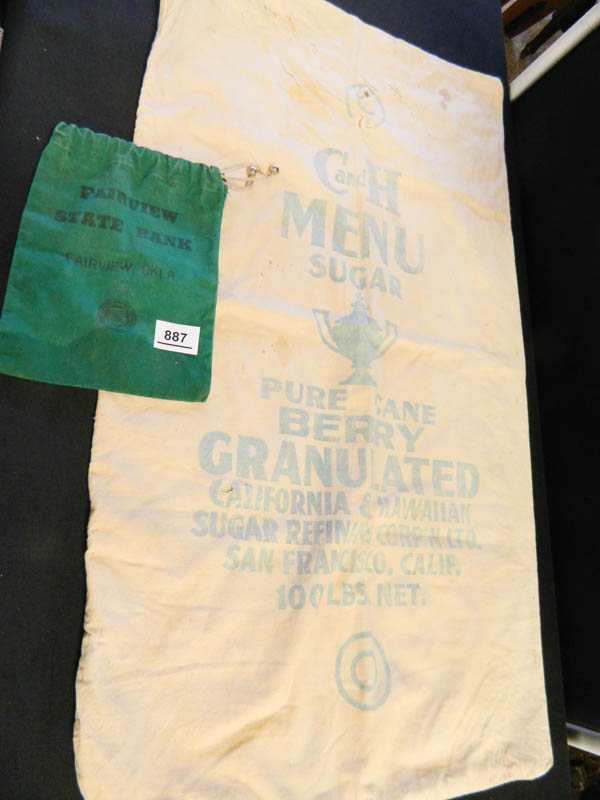 FAIRVIEW
STATE BANK
FAIRVIEW, OKLA.
887
C and H
MENU
SUGAR
PURE CANE
BERRY
GRANULATED
CALIFORNIA & HAWAIIAN
SUGAR REFINING CORP'N. LTD.
SAN FRANCISCO, CALIF.
100 LBS. NET.